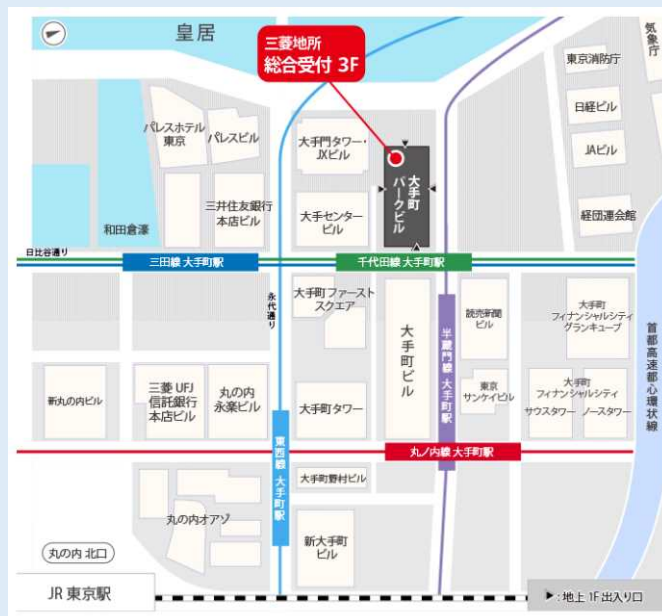 皇居
三菱地所
総合受付 3F
気象庁
東京消防庁
日経ビル
JAビル
経団連会館
パレスホテル
東京
パレスビル
大手門タワー・
JXビル
大手町
パークビル
三井住友銀行
本店ビル
大手センター
ビル
和田倉濠
日比谷通り
三田線 大手町駅
千代田線 大手町駅
永代通り
大手町ファースト
スクエア
大手町ビル
半蔵門線 大手町駅
読売新聞
ビル
大手町
フィナンシャルシティ
グランキューブ
首都高速都心環状線
新丸の内ビル
三菱 UFJ
信託銀行
本店ビル
丸の内
永楽ビル
大手町タワー
東京
サンケイビル
大手町
フィナンシャルシティ
サウスタワー
ノースタワー
東西線 大手町駅
丸ノ内線 大手町駅
大手町野村ビル
丸の内オアゾ
新大手町
ビル
丸の内 北口
JR 東京駅
▶:地上 1F 出入り口